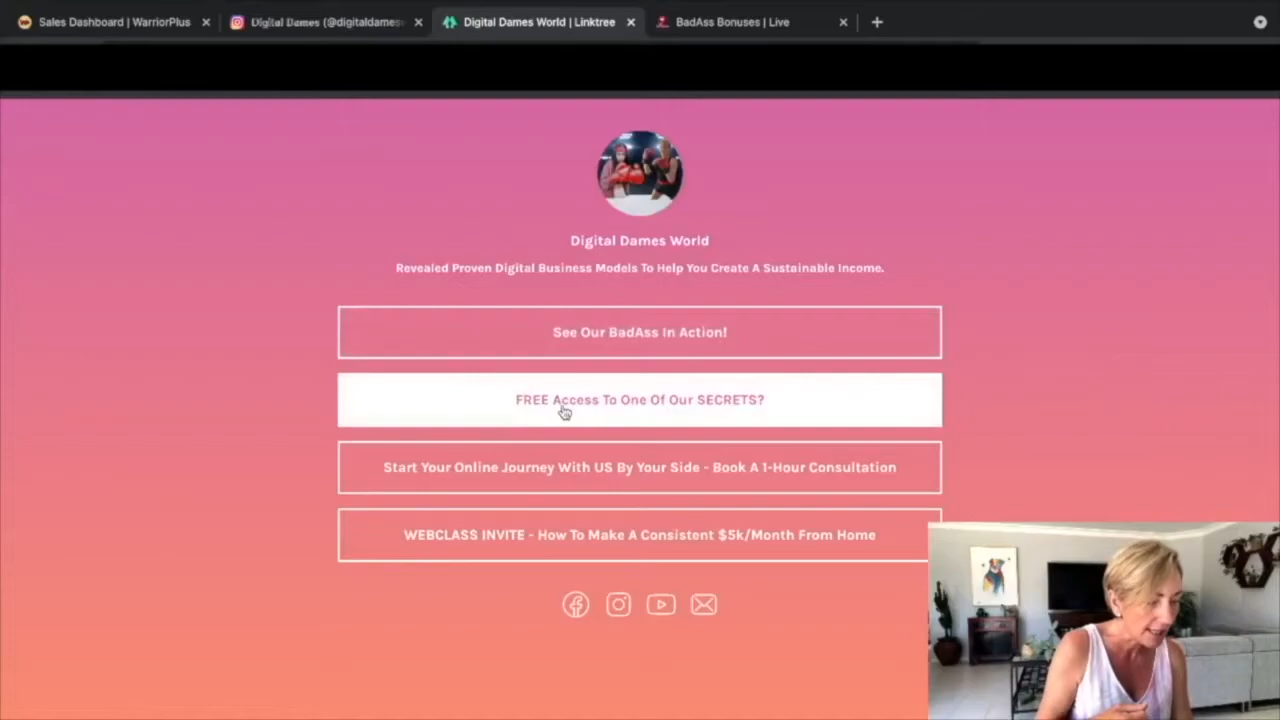 Sales Dashboard | WarriorPlus
Digital Dames (@digitaldames
Digital Dames World | Linktree
BadAss Bonuses | Live
Digital Dames World
Revealed Proven Digital Business Models To Help You Create A Sustainable Income.
See Our BadAss In Action!
FREE Access To One Of Our SECRETS?
Start Your Online Journey With US By Your Side - Book A 1-Hour Consultation
WEBCLASS INVITE - How To Make A Consistent $5k/Month From Home